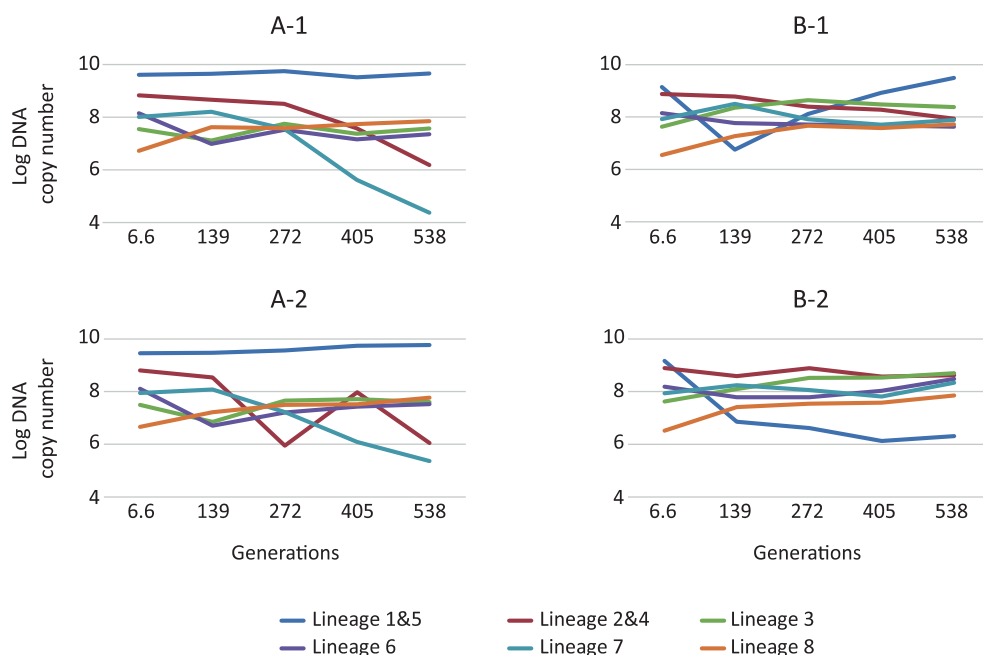 A-1
B-1
10
8
6
4
Log DNA
copy number
6.6 139 272 405 538
10
8
6
4
6.6 139 272 405 538
A-2
B-2
10
8
6
4
Log DNA
copy number
6.6 139 272 405 538
Generations
10
8
6
4
6.6 139 272 405 538
Generations
Lineage 1&5 Lineage 2&4 Lineage 3
Lineage 6 Lineage 7 Lineage 8